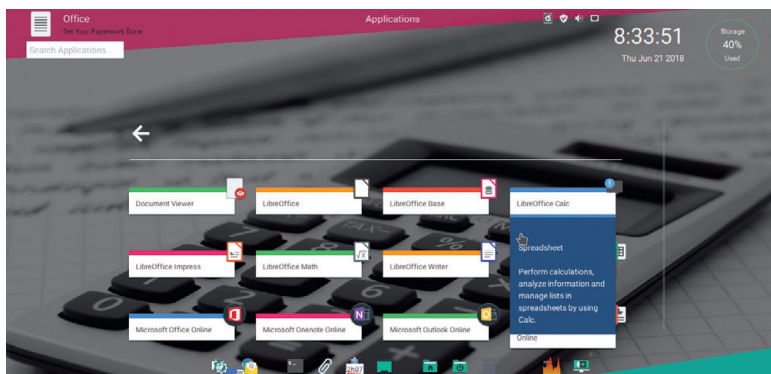 Office
Get Your Paperwork Done
Applications
Search Applications...
8:33:51
Thu Jun 21 2018
Storage
40%
Used
Document Viewer
LibreOffice
LibreOffice Base
LibreOffice Calc
Spreadsheet
Perform calculations,
analyze information and
manage lists in
spreadsheets by using
Calc.
LibreOffice Impress
LibreOffice Math
LibreOffice Writer
Microsoft Office Online
Microsoft Onenote Online
Microsoft Outlook Online
Online
2h07